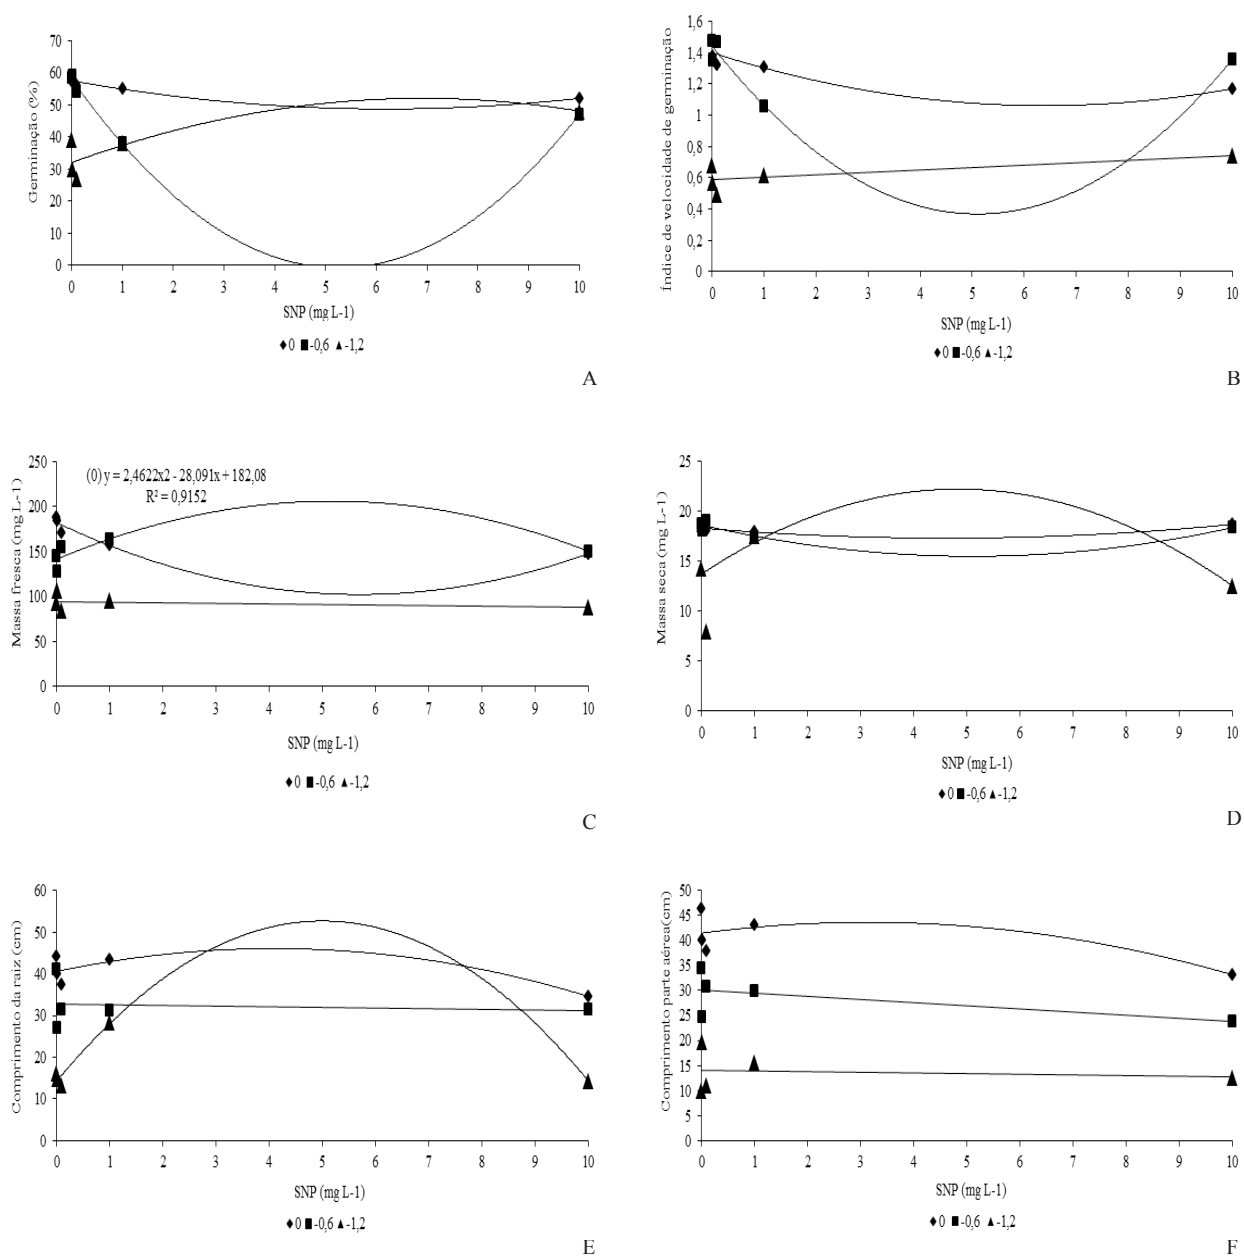 Germinação (%)
70
60
50
40
30
20
10
0
0 1 2 3 4 5 6 7 8 9 10
SNP (mg L-1)
♦0 ■-0,6 ▲-1,2
A
Índice de velocidade de germinação
1,6
1,4
1,2
1
0,8
0,6
0,4
0,2
0
0 1 2 3 4 5 6 7 8 9 10
SNP (mg L-1)
♦0 ■-0,6 ▲-1,2
B
Massa fresca (mg L-1)
(0) y = 2,4622x2 - 28,091x + 182,08
R² = 0,9152
250
200
150
100
50
0
0 1 2 3 4 5 6 7 8 9 10
SNP (mg L-1)
♦0 ■-0,6 ▲-1,2
C
Massa seca (mg L-1)
25
20
15
10
5
0
0 1 2 3 4 5 6 7 8 9 10
SNP (mg L-1)
♦0 ■-0,6 ▲-1,2
D
Comprimento da raiz (cm)
60
50
40
30
20
10
0
0 1 2 3 4 5 6 7 8 9 10
SNP (mg L-1)
♦0 ■-0,6 ▲-1,2
E
Comprimento parte aérea(cm)
50
45
40
35
30
25
20
15
10
5
0
0 1 2 3 4 5 6 7 8 9 10
SNP (mg L-1)
♦0 ■-0,6 ▲-1,2
F